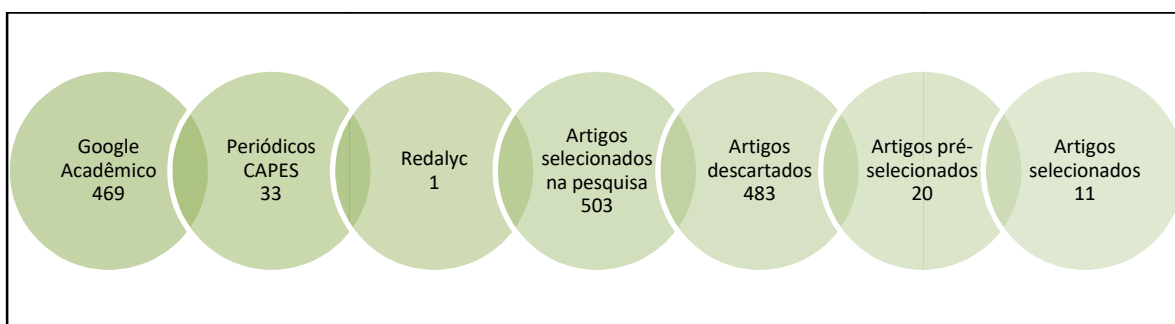 Google
Acadêmico
469
Periódicos
CAPES
33
Redalyc
1
Artigos
selecionados
na pesquisa
503
Artigos
descartados
483
Artigos pré-
selecionados
20
Artigos
selecionados
11